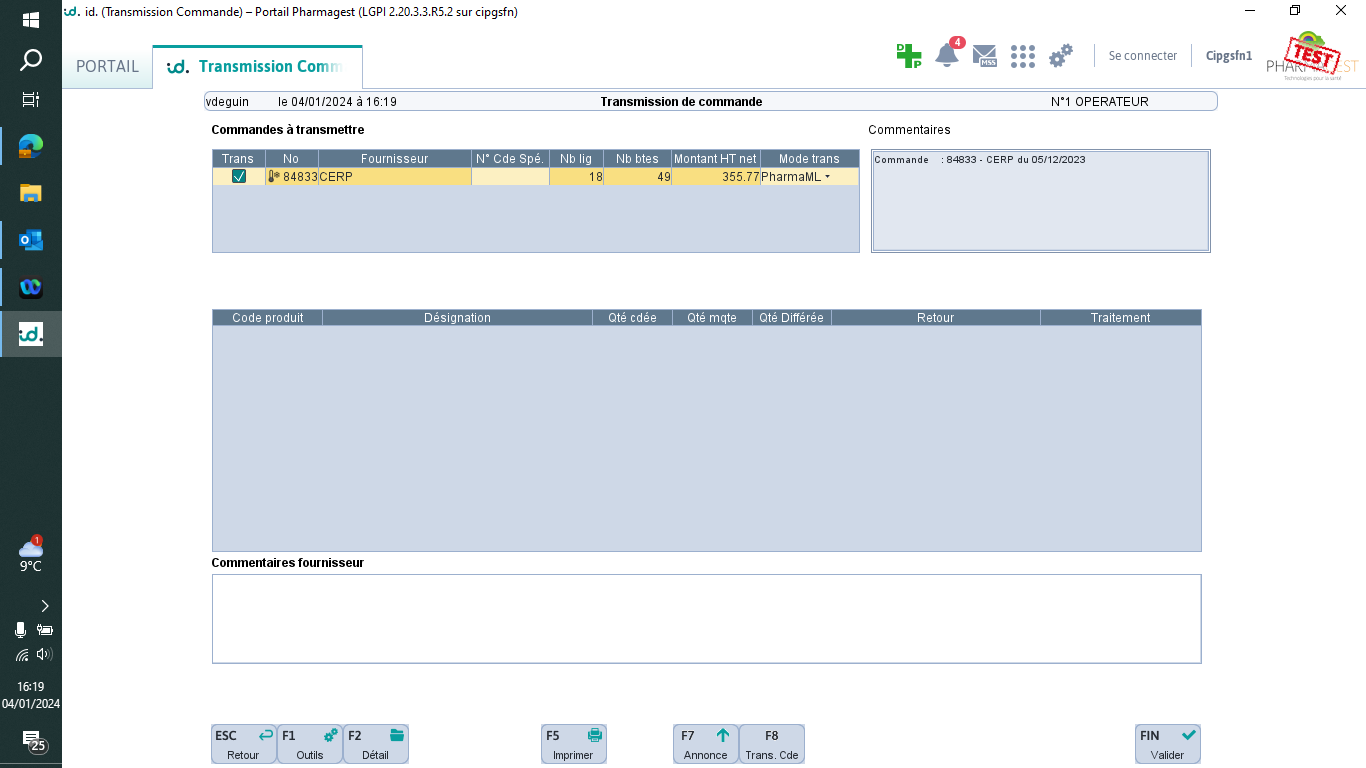 id. id. (Transmission Commande) – Portail Pharmagest (LGPI 2.20.3.3.R5.2 sur cipgsfn)
PORTAIL
id. Transmission Comm
D P
4
MSS
Se connecter
Cipgsfn1
TEST
Technologies pour la santé
vdeguin le 04/01/2024 à 16:19 Transmission de commande N°1 OPERATEUR
Commandes à transmettre
Commentaires
Trans No Fournisseur N° Cde Spé. Nb lig Nb btes Montant HT net Mode trans
84833 CERP 18 49 355.77 PharmaML
Commande : 84833 - CERP du 05/12/2023
Code produit Désignation Qté cdée Qté mqte Qté Différée Retour Traitement
Commentaires fournisseur
ESC Retour
F1 Outils
F2 Détail
F5 Imprimer
F7 Annonce
F8 Trans. Cde
FIN Valider
id.
1
9°C
16:19
04/01/2024
25